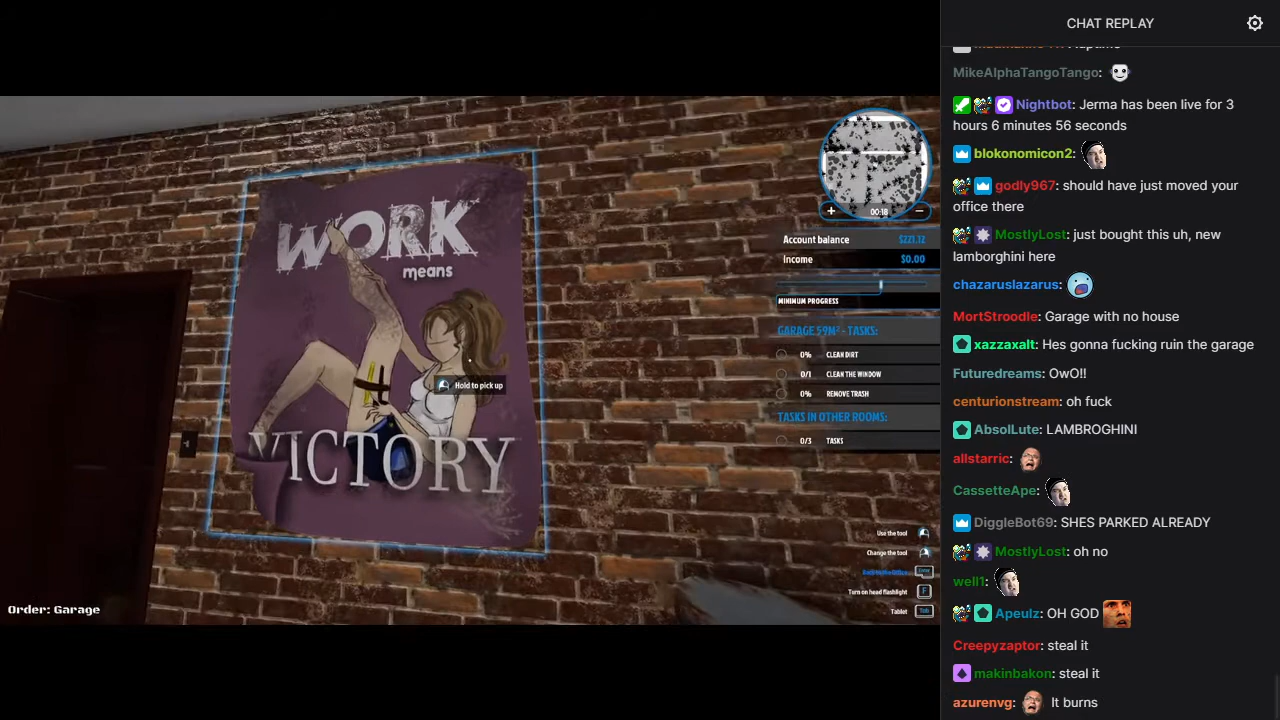 WORK
means
VICTORY
Hold to pick up
00:18
Account balance $221.12
Income $0.00
MINIMUM PROGRESS
GARAGE 59M² - TASKS:
0% CLEAN DIRT
0/1 CLEAN THE WINDOW
0% REMOVE TRASH
TASKS IN OTHER ROOMS:
0/3 TASKS
Use the tool
Change the tool
Turn on head flashlight F
Tablet Tab
Order: Garage
CHAT REPLAY
MikeAlphaTangoTango:
Nightbot: Jerma has been live for 3
hours 6 minutes 56 seconds
blokonomicon2:
godly967: should have just moved your
office there
MostlyLost: just bought this uh, new
lamborghini here
chazaruslazarus:
MortStroodle: Garage with no house
xazzaxalt: Hes gonna fucking ruin the garage
Futuredreams: OwO!!
centurionstream: oh fuck
AbsolLute: LAMBROGHINI
allstarric:
CassetteApe:
DiggleBot69: SHES PARKED ALREADY
MostlyLost: oh no
well1:
Apeulz: OH GOD
Creepyzaptor: steal it
makinbakon: steal it
azurenvg: It burns